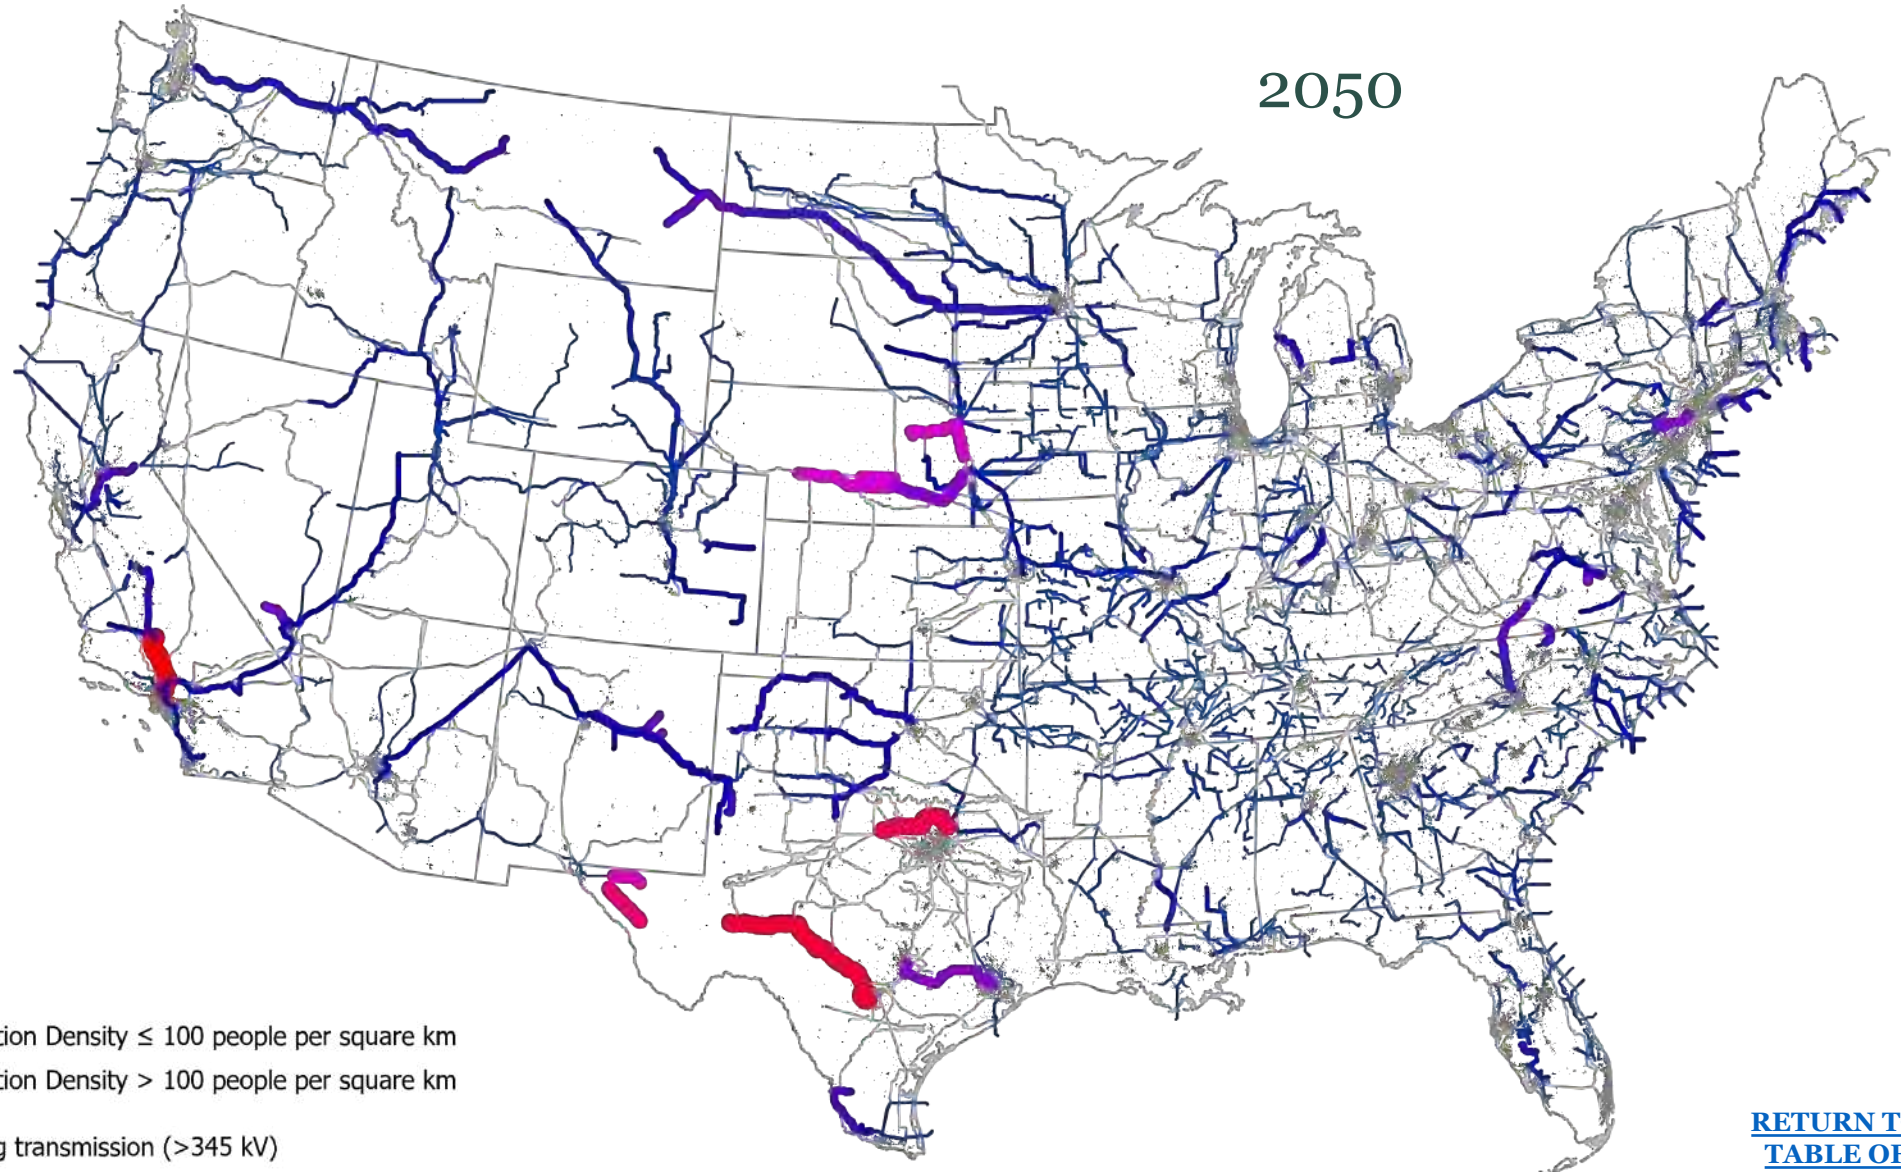 2050
tion Density ≤ 100 people per square km
tion Density > 100 people per square km
g transmission (>345 kV)
RETURN T
TABLE OF